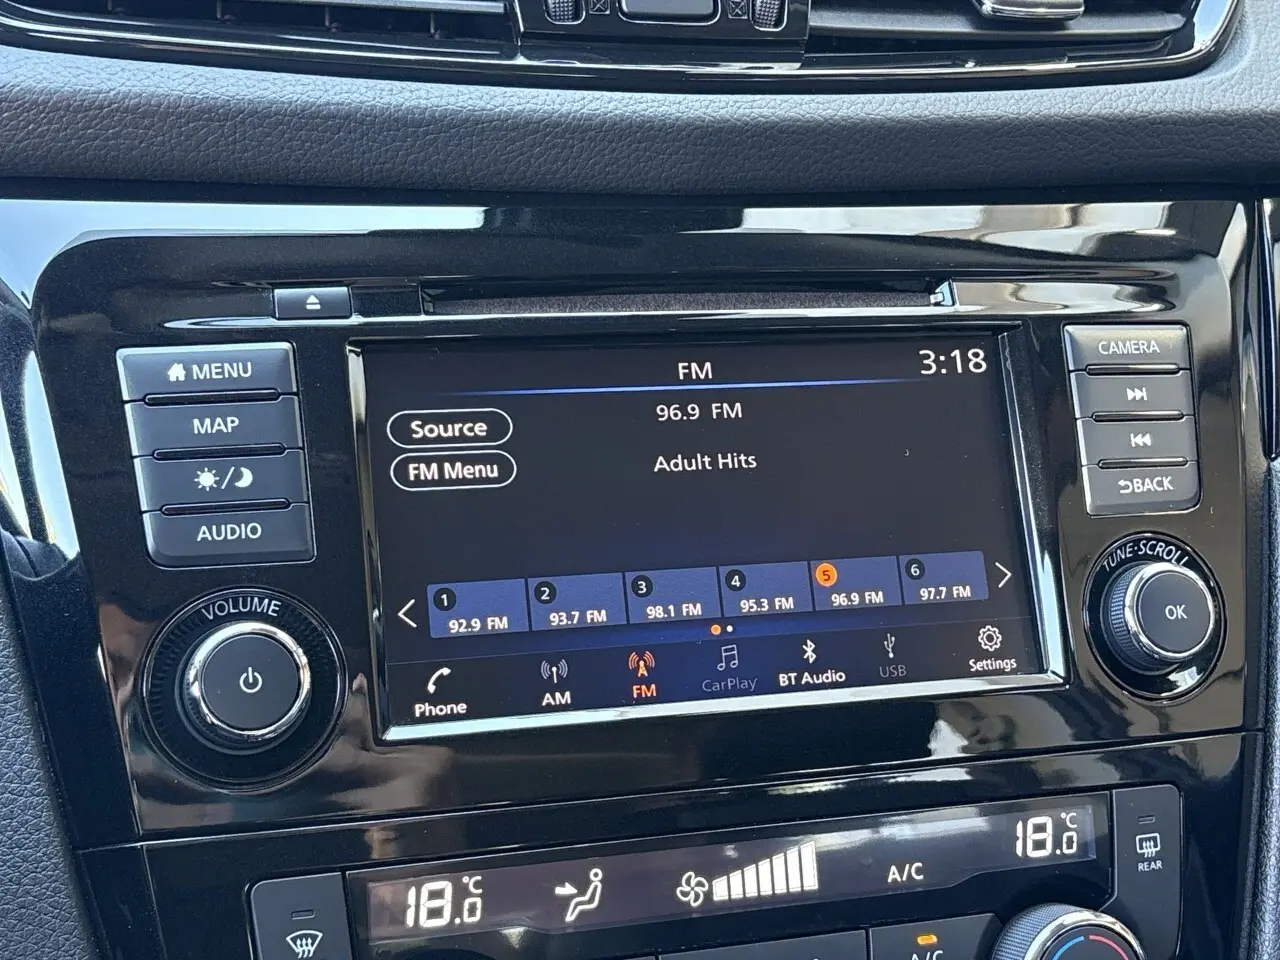 FM
3:18
MENU
MAP
AUDIO
VOLUME
96.9 FM
Source
FM Menu
Adult Hits
1
92.9 FM
2
93.7 FM
3
98.1 FM
4
95.3 FM
5
96.9 FM
6
97.7 FM
Phone
AM
FM
CarPlay
BT Audio
USB
Settings
CAMERA
BACK
TUNE·SCROLL
OK
18.0 °C
A/C
18.0 °C
REAR
A/C